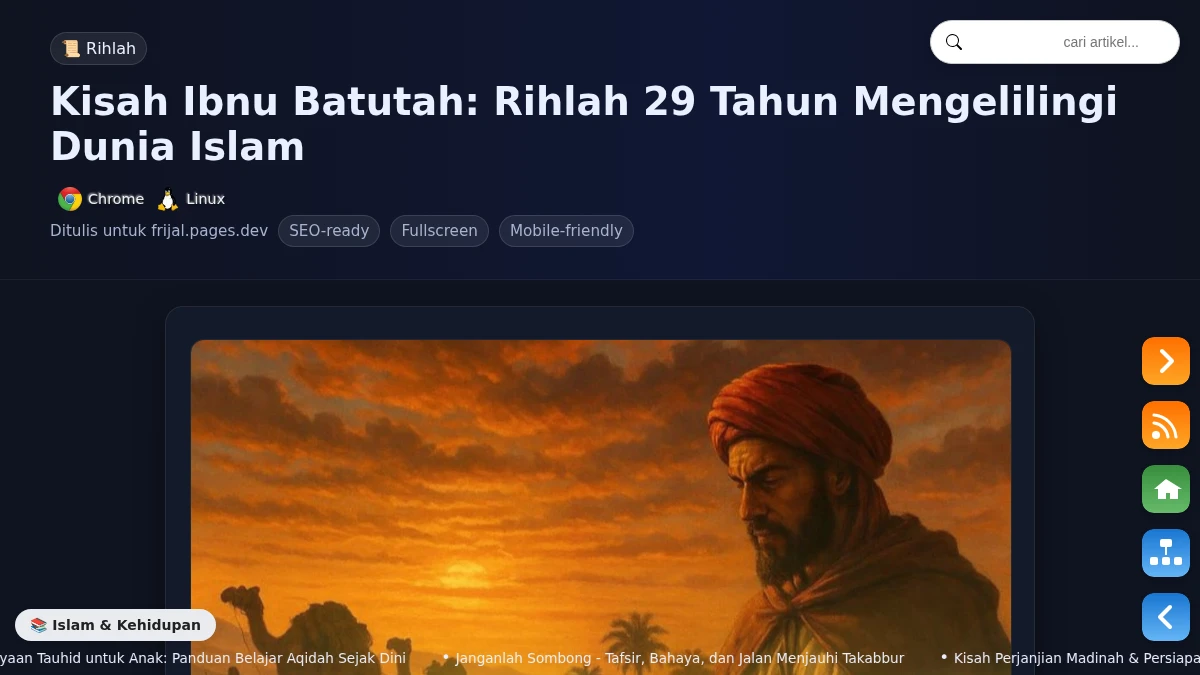 📜 Rihlah
cari artikel...
Kisah Ibnu Batutah: Rihlah 29 Tahun Mengelilingi
Dunia Islam
Chrome Linux
Ditulis untuk frijal.pages.dev SEO-ready Fullscreen Mobile-friendly
📚 Islam & Kehidupan
yaan Tauhid untuk Anak: Panduan Belajar Aqidah Sejak Dini • Janganlah Sombong - Tafsir, Bahaya, dan Jalan Menjauhi Takabbur • Kisah Perjanjian Madinah & Persiapa